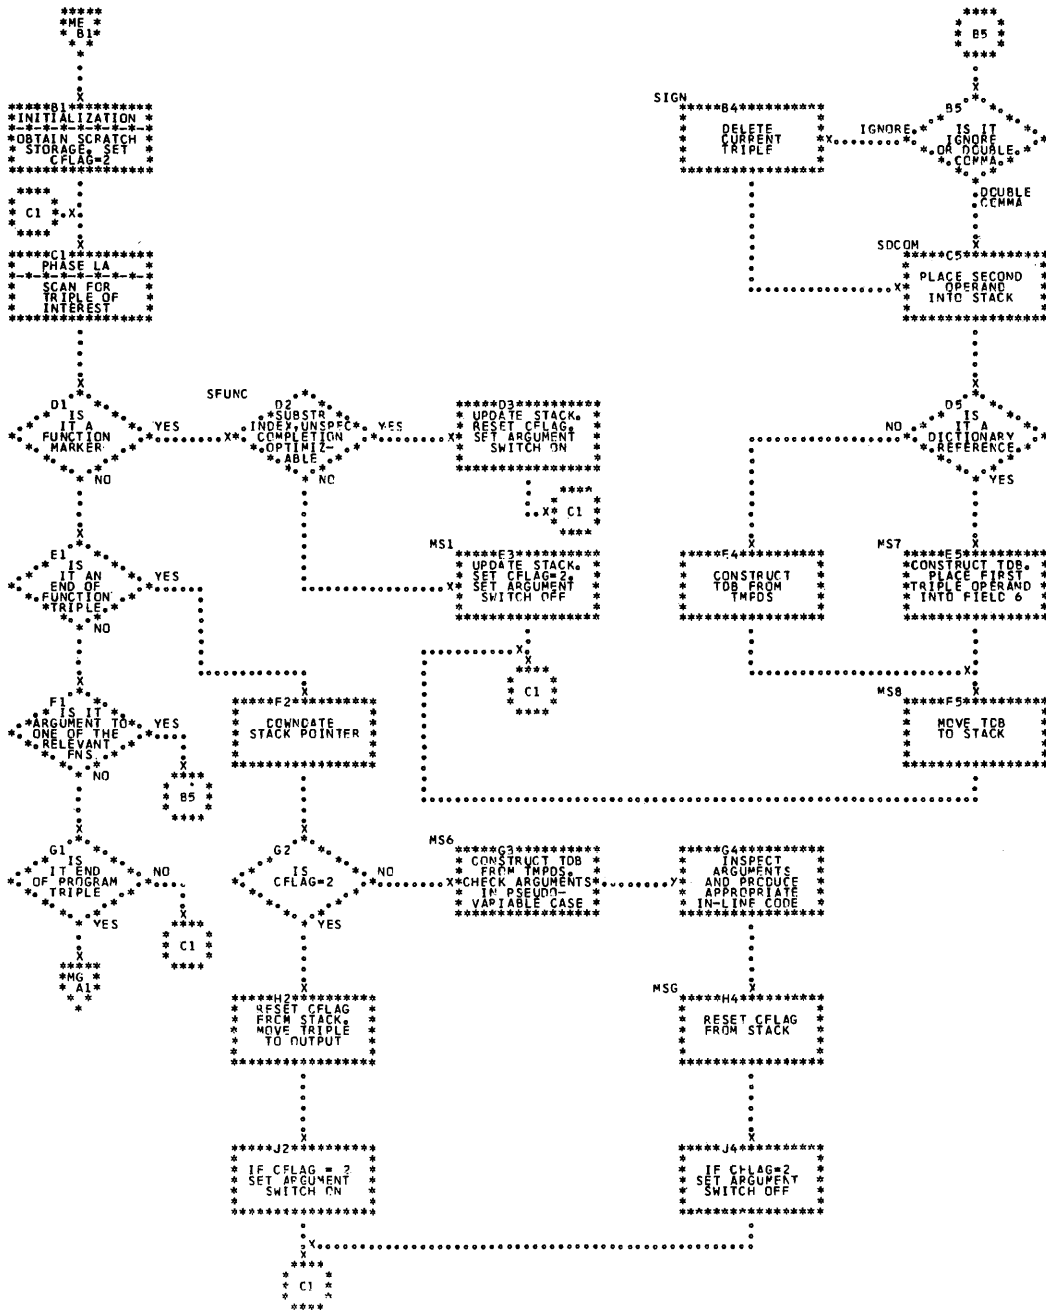 ME
B1
B5
B1
INITIALIZATION
OBTAIN SCRATCH
STORAGE, SET
CFLAG=2
SIGN
B4
DELETE
CURRENT
TRIPLE
IGNORE
B5
IS IT
IGNORE
OR DOUBLE
COMMA
DOUBLE
COMMA
C1
C1
PHASE LA
SCAN FOR
TRIPLE OF
INTEREST
SDCOM
C5
PLACE SECOND
OPERAND
INTO STACK
D1
IS
IT A
FUNCTION
MARKER
YES
NO
SFUNC
D2
SUBSTR
INDEX,UNSPEC
COMPLETION
OPTIMIZ-
ABLE
YES
NO
D3
UPDATE STACK.
RESET CFLAG.
SET ARGUMENT
SWITCH ON
C1
NO
D5
IS
IT A
DICTIONARY
REFERENCE
YES
E1
IS
IT AN
END OF
FUNCTION
TRIPLE
YES
NO
MS1
E3
UPDATE STACK.
SET CFLAG=2.
SET ARGUMENT
SWITCH OFF
C1
E4
CONSTRUCT
TDB FROM
TMPDS
MS7
E5
CONSTRUCT TDB.
PLACE FIRST
TRIPLE OPERAND
INTO FIELD 6
F1
IS IT
ARGUMENT TO
ONE OF THE
RELEVANT
FNS
YES
NO
B5
F2
DOWNDATE
STACK POINTER
MS8
F5
MOVE TDB
TO STACK
G1
IS
IT END
OF PROGRAM
TRIPLE
NO
YES
C1
MG
A1
G2
IS
CFLAG=2
NO
YES
MS6
G3
CONSTRUCT TDB
FROM TMPDS.
CHECK ARGUMENTS
IN PSEUDO-
VARIABLE CASE
G4
INSPECT
ARGUMENTS
AND PRODUCE
APPROPRIATE
IN-LINE CODE
H2
RESET CFLAG
FROM STACK.
MOVE TRIPLE
TO OUTPUT
MSG
H4
RESET CFLAG
FROM STACK
J2
IF CFLAG = 2
SET ARGUMENT
SWITCH ON
J4
IF CFLAG=2
SET ARGUMENT
SWITCH OFF
C1